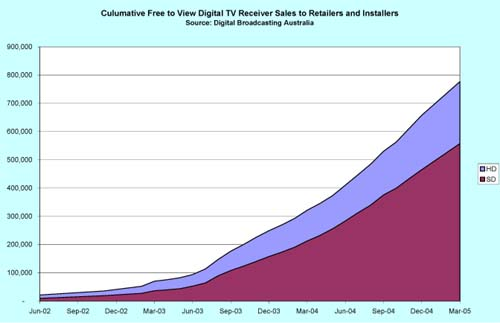 Culumative Free to View Digital TV Receiver Sales to Retailers and Installers
Source: Digital Broadcasting Australia
900,000
800,000
700,000
600,000
500,000
400,000
300,000
200,000
100,000
-
HD
SD
Jun-02 Sep-02 Dec-02 Mar-03 Jun-03 Sep-03 Dec-03 Mar-04 Jun-04 Sep-04 Dec-04 Mar-05